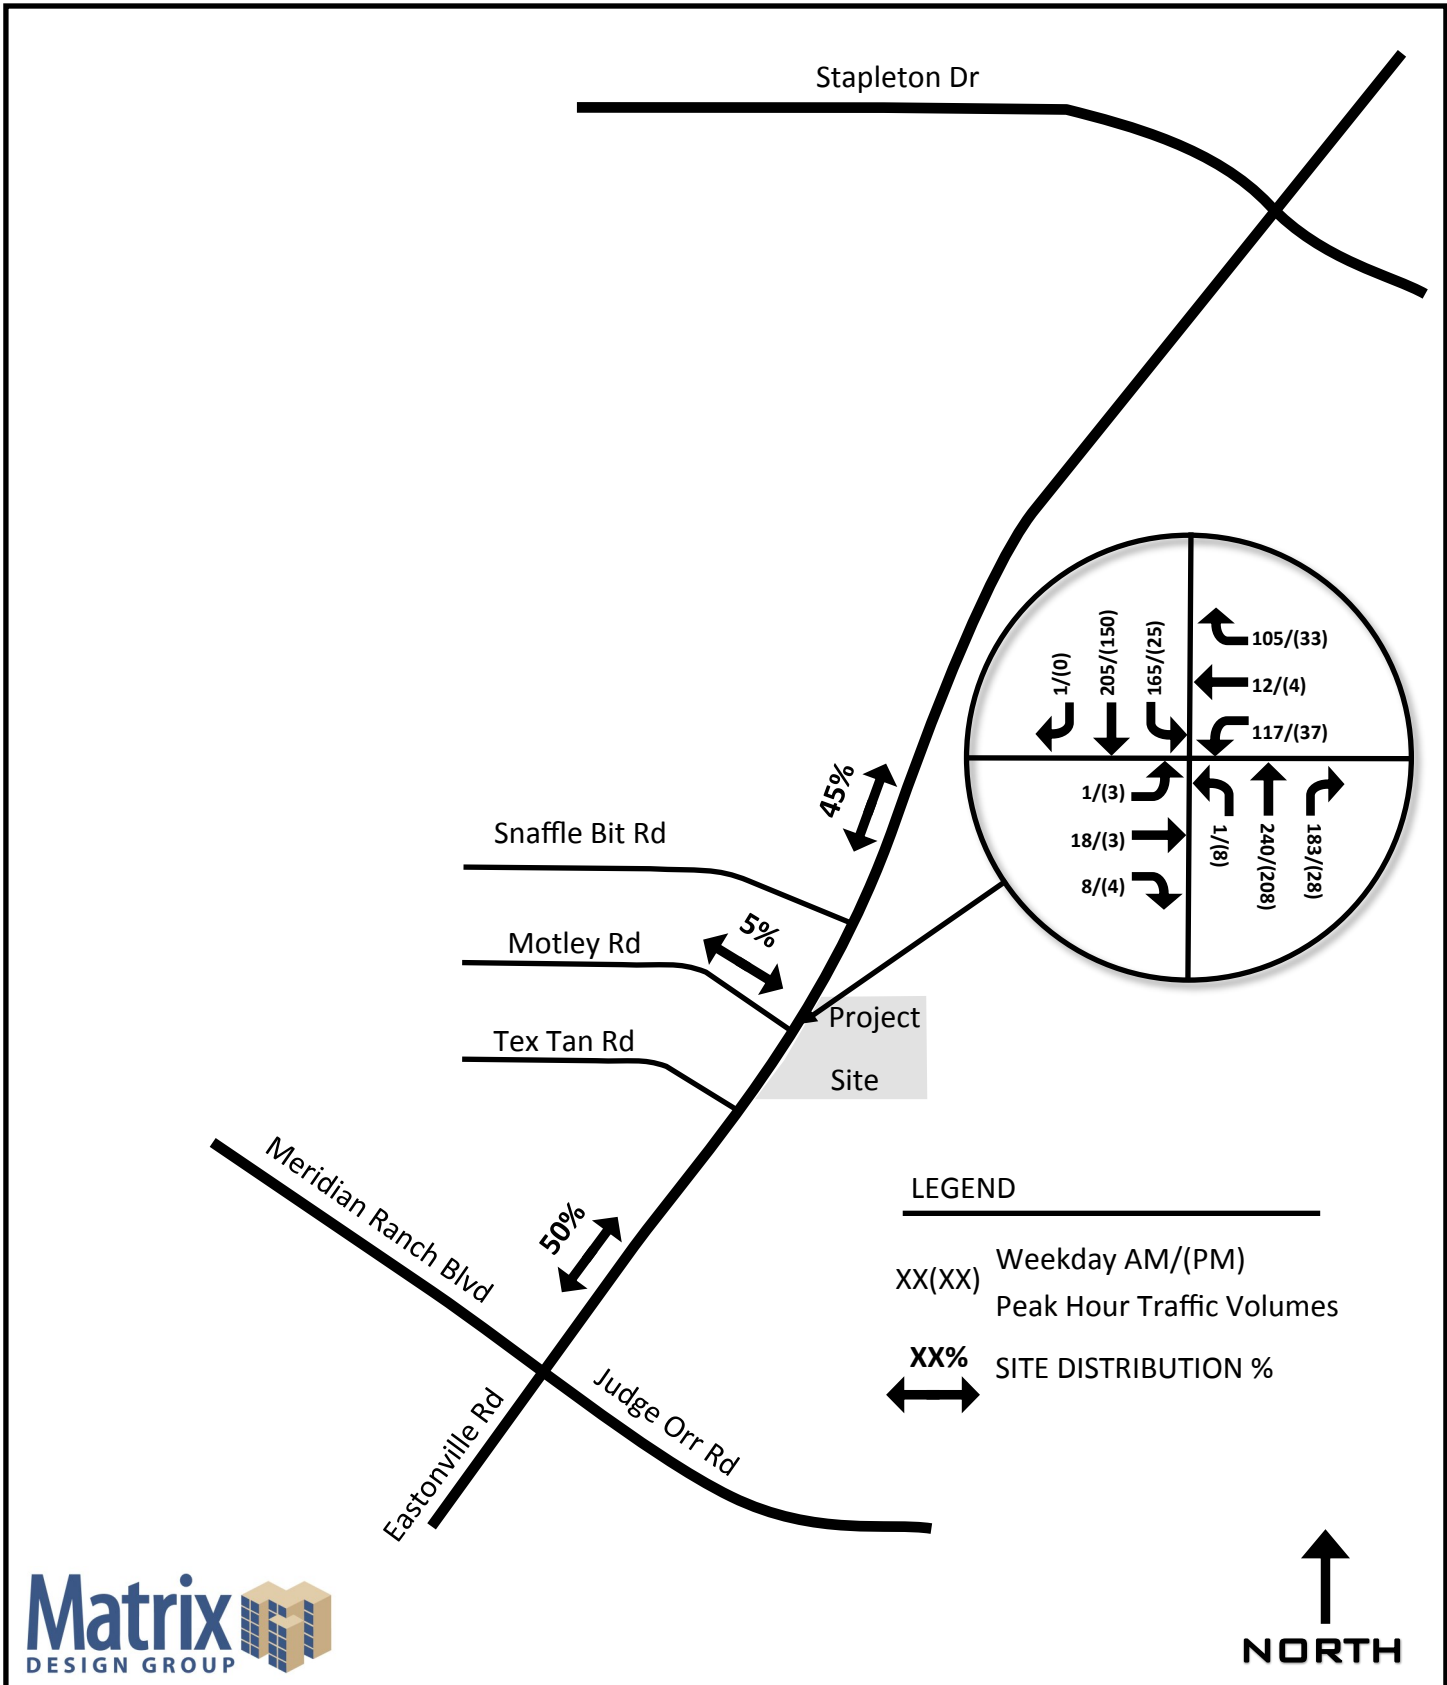 Stapleton Dr
1/(0)
205/(150)
165/(25)
105/(33)
12/(4)
117/(37)
1/(3)
18/(3)
8/(4)
1/(8)
240/(208)
183/(28)
45%
Snaffle Bit Rd
5%
Motley Rd
Project
Site
Tex Tan Rd
Meridian Ranch Blvd
50%
Judge Orr Rd
Eastonville Rd
LEGEND
XX(XX)
Weekday AM/(PM)
Peak Hour Traffic Volumes
XX%
SITE DISTRIBUTION %
Matrix
DESIGN GROUP
NORTH